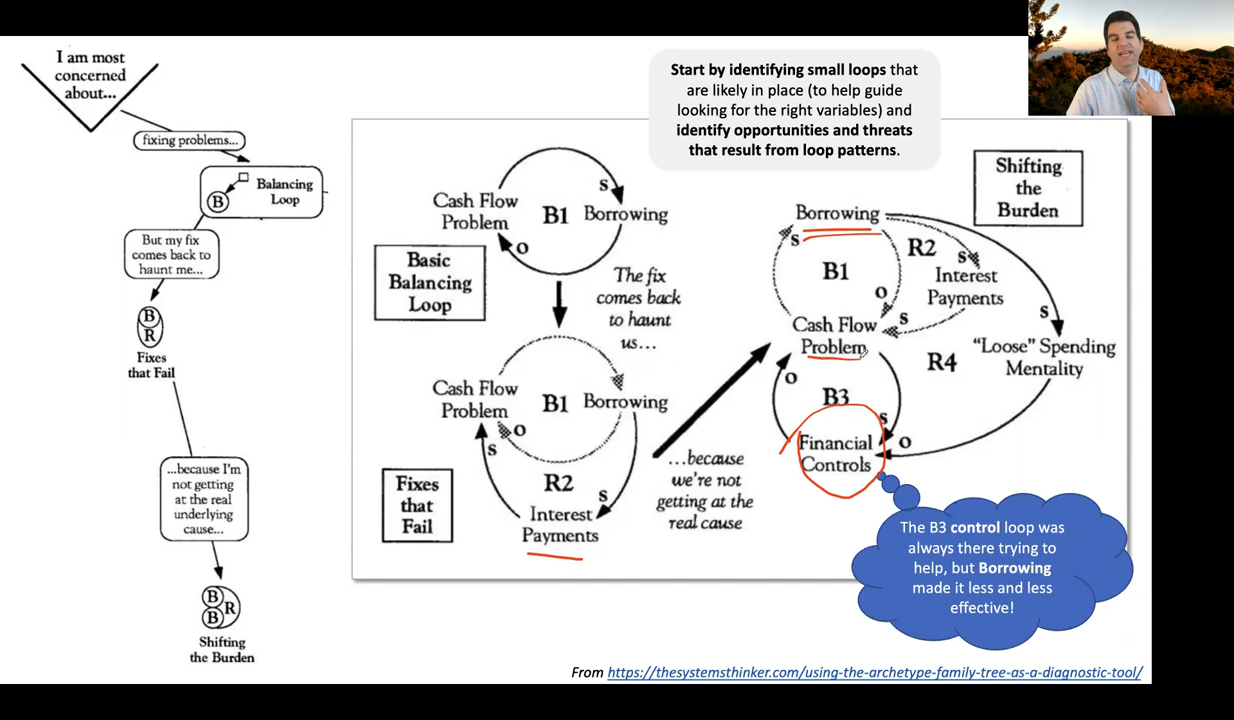 I am most
concerned
about...
fixing problems...
B
Balancing
Loop
But my fix
comes back to
haunt me...
B
R
Fixes
that Fail
...because I'm
not getting
at the real
underlying
cause...
B
B
R
Shifting
the Burden
Start by identifying small loops that
are likely in place (to help guide
looking for the right variables) and
identify opportunities and threats
that result from loop patterns.
Cash Flow
Problem
B1
Borrowing
s
o
Basic
Balancing
Loop
The fix
comes back
to haunt
us...
Cash Flow
Problem
B1
Borrowing
o
s
R2
s
Interest
Payments
Fixes
that
Fail
...because
we're not
getting at the
real cause
Shifting
the
Burden
Borrowing
s
R2
s
B1
Interest
Payments
o
s
s
Cash Flow
Problem
"Loose" Spending
Mentality
R4
o
B3
s
o
Financial
Controls
The B3 control loop was
always there trying to
help, but Borrowing
made it less and less
effective!
From https://thesystemsthinker.com/using-the-archetype-family-tree-as-a-diagnostic-tool/